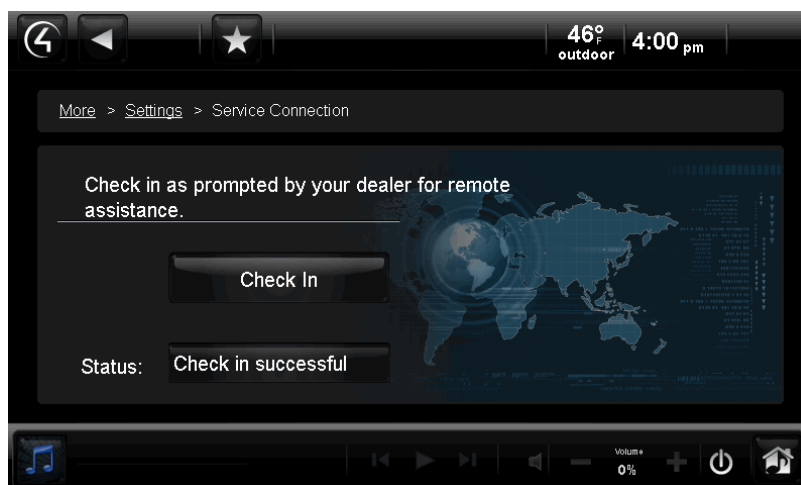 46°F
outdoor
4:00 pm
More > Settings > Service Connection
Check in as prompted by your dealer for remote
assistance.
Check In
Status: Check in successful
Volume
0%